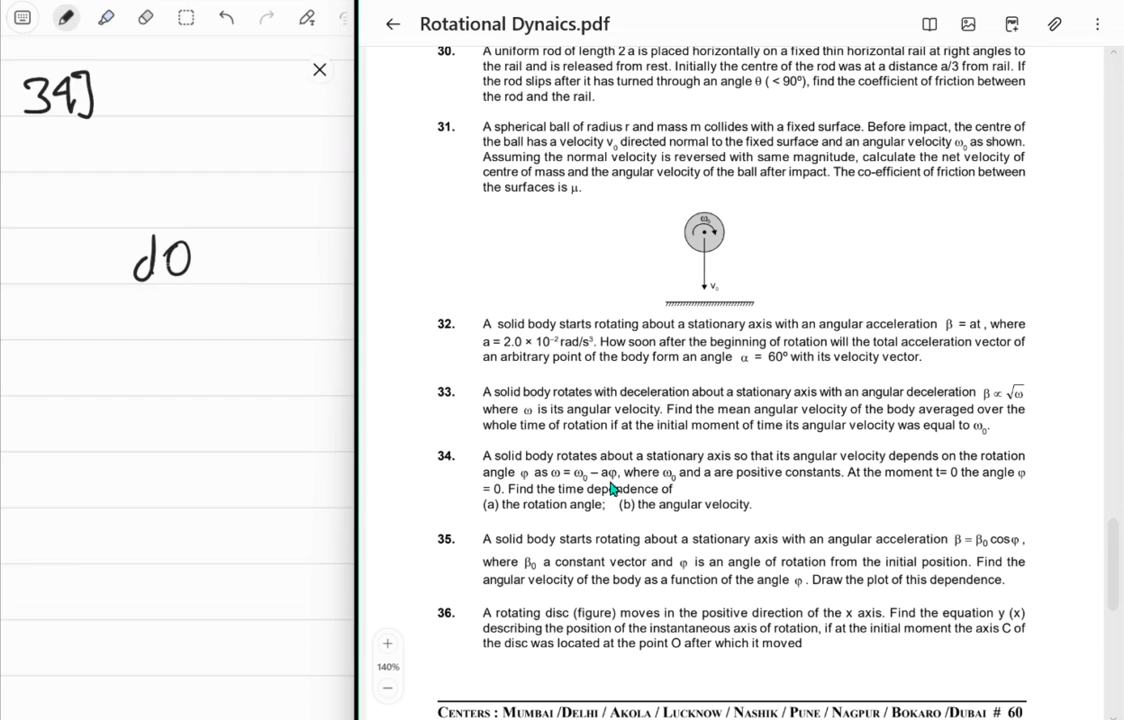 Rotational Dynaics.pdf
34]
dθ
30. A uniform rod of length 2 a is placed horizontally on a fixed thin horizontal rail at right angles to
the rail and is released from rest. Initially the centre of the rod was at a distance a/3 from rail. If
the rod slips after it has turned through an angle θ ( < 90º), find the coefficient of friction between
the rod and the rail.
31. A spherical ball of radius r and mass m collides with a fixed surface. Before impact, the centre of
the ball has a velocity v₀ directed normal to the fixed surface and an angular velocity ω₀ as shown.
Assuming the normal velocity is reversed with same magnitude, calculate the net velocity of
centre of mass and the angular velocity of the ball after impact. The co-efficient of friction between
the surfaces is μ.
ω₀
v₀
32. A solid body starts rotating about a stationary axis with an angular acceleration β = at , where
a = 2.0 × 10⁻² rad/s³. How soon after the beginning of rotation will the total acceleration vector of
an arbitrary point of the body form an angle α = 60º with its velocity vector.
33. A solid body rotates with deceleration about a stationary axis with an angular deceleration β ∝ √ω
where ω is its angular velocity. Find the mean angular velocity of the body averaged over the
whole time of rotation if at the initial moment of time its angular velocity was equal to ω₀.
34. A solid body rotates about a stationary axis so that its angular velocity depends on the rotation
angle φ as ω = ω₀ – aφ, where ω₀ and a are positive constants. At the moment t= 0 the angle φ
= 0. Find the time dependence of
(a) the rotation angle; (b) the angular velocity.
35. A solid body starts rotating about a stationary axis with an angular acceleration β = β₀ cos φ ,
where β₀ a constant vector and φ is an angle of rotation from the initial position. Find the
angular velocity of the body as a function of the angle φ . Draw the plot of this dependence.
36. A rotating disc (figure) moves in the positive direction of the x axis. Find the equation y (x)
describing the position of the instantaneous axis of rotation, if at the initial moment the axis C of
the disc was located at the point O after which it moved
140%
CENTERS : MUMBAI /DELHI / AKOLA / LUCKNOW / NASHIK / PUNE / NAGPUR / BOKARO /DUBAI # 60